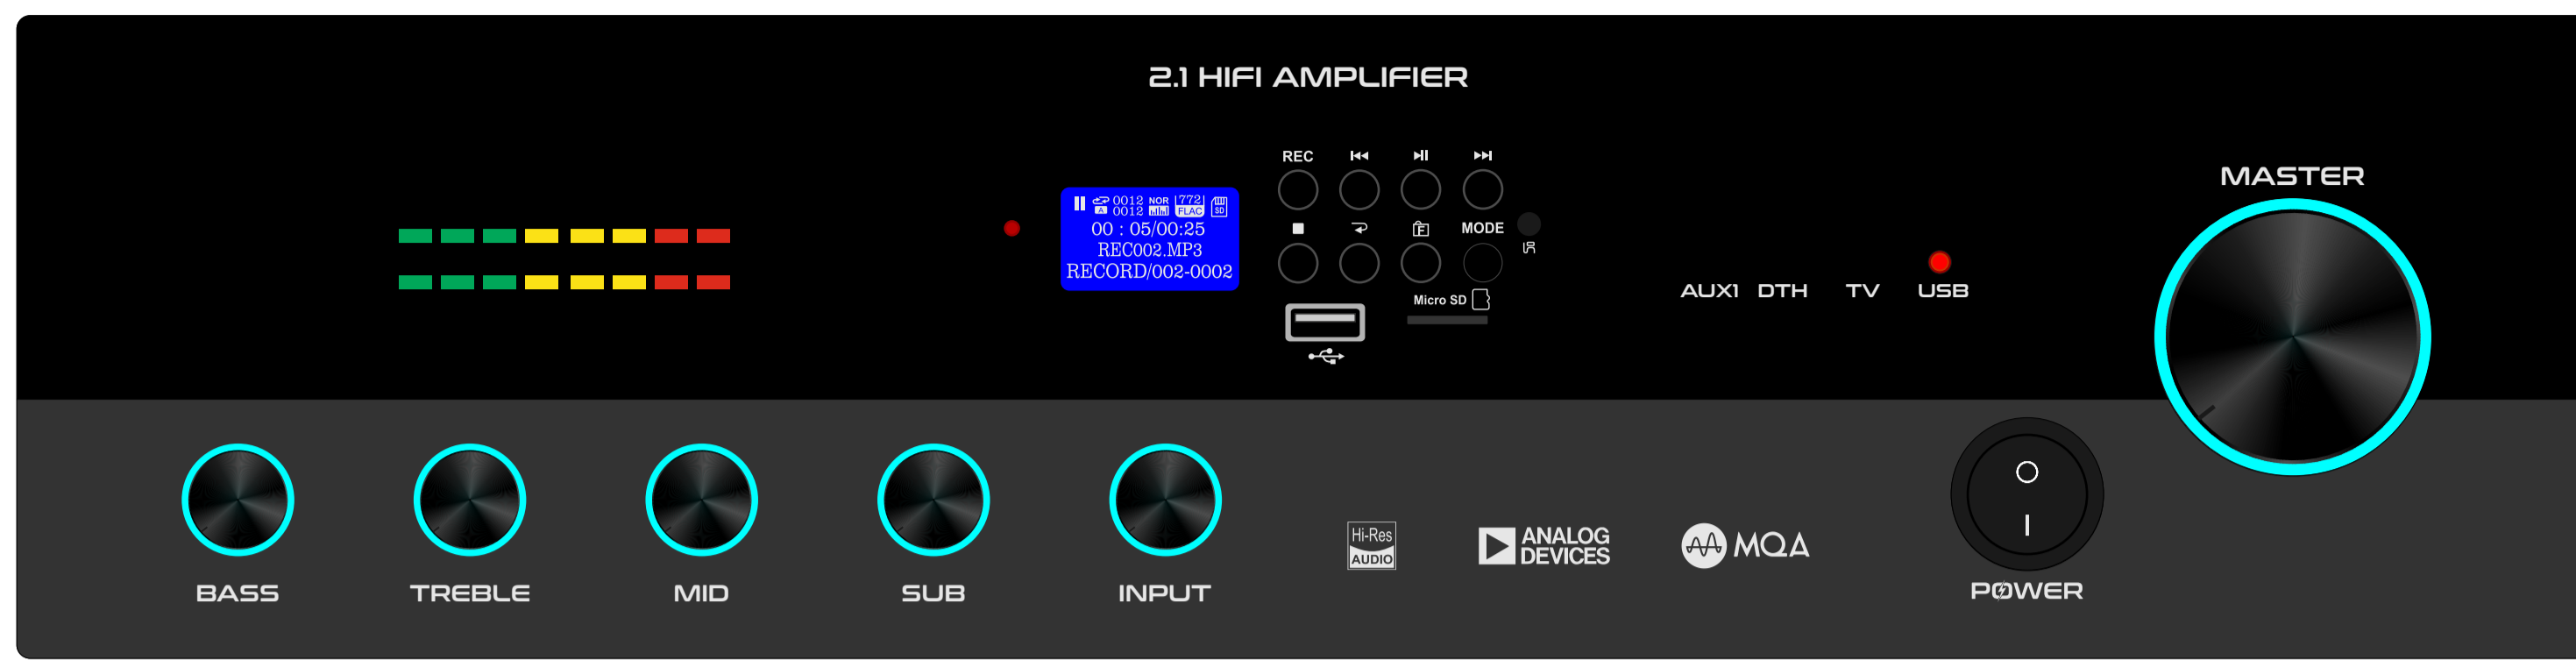 2.1 HIFI AMPLIFIER
REC
MASTER
0012 NOR 772
A 0012 FLAC SD
00 : 05/00:25
REC002.MP3
RECORD/002-0002
F
MODE
IR
Micro SD
AUX1 DTH TV USB
Hi-Res
AUDIO
ANALOG
DEVICES
MQA
POWER
BASS TREBLE MID SUB INPUT